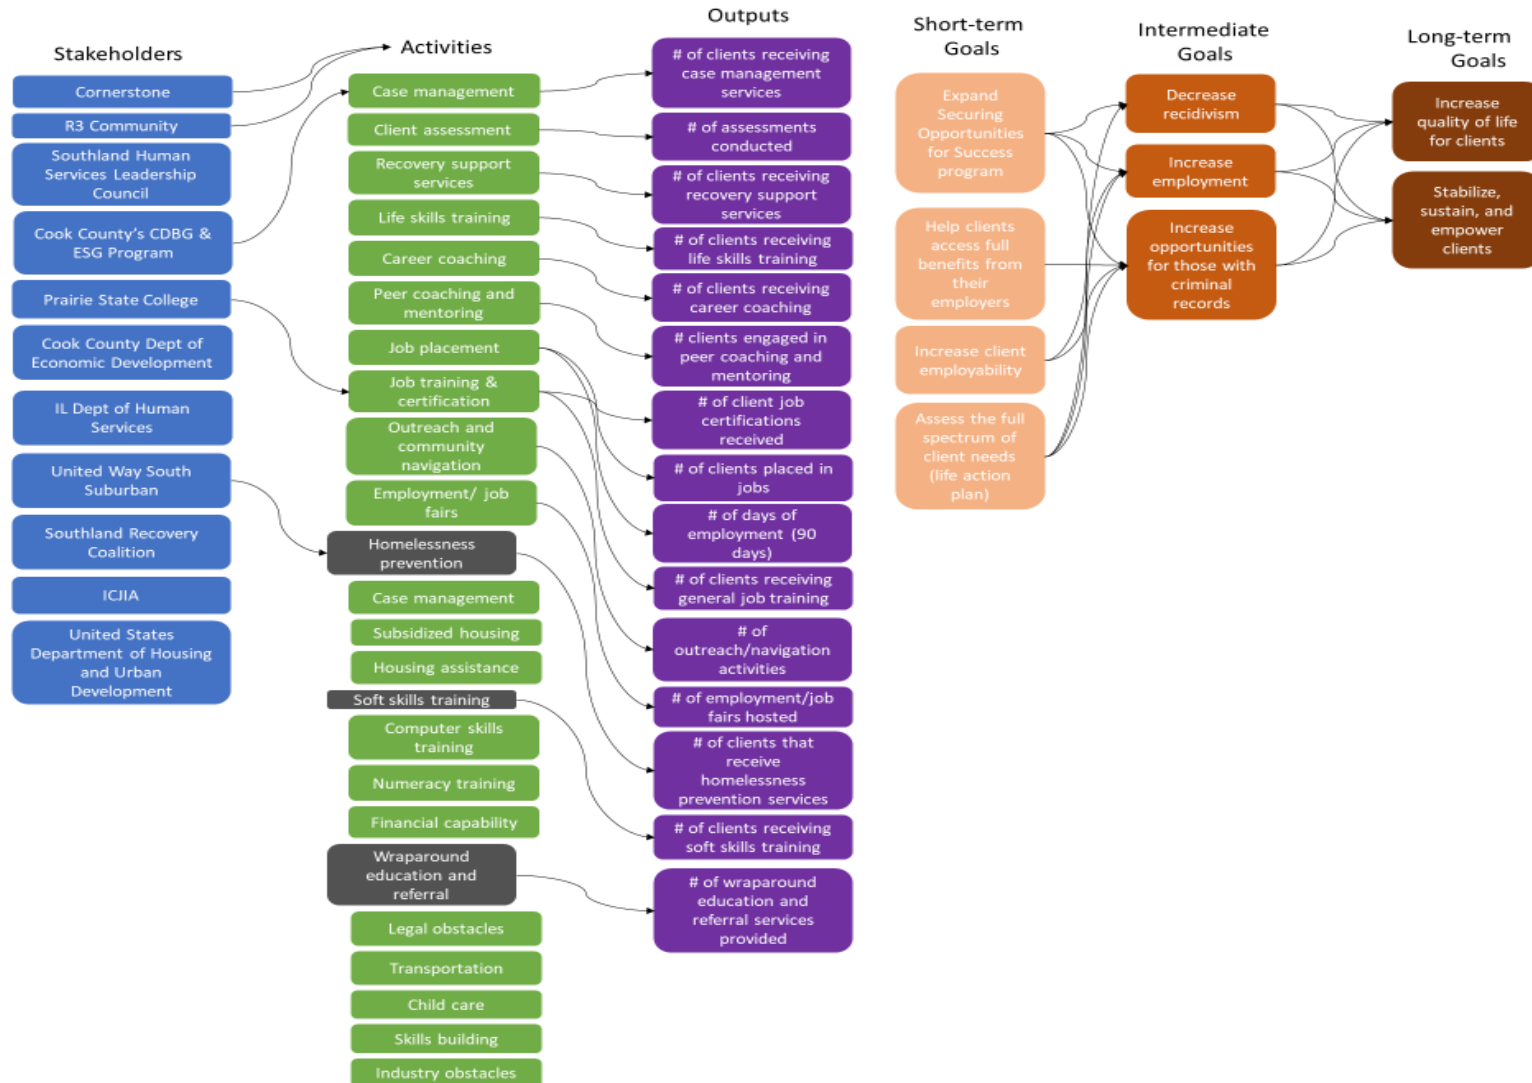 Stakeholders
Cornerstone
R3 Community
Southland Human
Services Leadership
Council
Cook County's CDBG &
ESG Program
Prairie State College
Cook County Dept of
Economic Development
IL Dept of Human
Services
United Way South
Suburban
Southland Recovery
Coalition
ICJIA
United States
Department of Housing
and Urban
Development
Activities
Case management
Client assessment
Recovery support
services
Life skills training
Career coaching
Peer coaching and
mentoring
Job placement
Job training &
certification
Outreach and
community
navigation
Employment/ job
fairs
Homelessness
prevention
Case management
Subsidized housing
Housing assistance
Soft skills training
Computer skills
training
Numeracy training
Financial capability
Wraparound
education and
referral
Legal obstacles
Transportation
Child care
Skills building
Industry obstacles
Outputs
# of clients receiving
case management
services
# of assessments
conducted
# of clients receiving
recovery support
services
# of clients receiving
life skills training
# of clients receiving
career coaching
# clients engaged in
peer coaching and
mentoring
# of client job
certifications
received
# of clients placed in
jobs
# of days of
employment (90
days)
# of clients receiving
general job training
# of
outreach/navigation
activities
# of employment/job
fairs hosted
# of clients that
receive
homelessness
prevention services
# of clients receiving
soft skills training
# of wraparound
education and
referral services
provided
Short-term
Goals
Expand
Securing
Opportunities
for Success
program
Help clients
access full
benefits from
their
employers
Increase client
employability
Assess the full
spectrum of
client needs
(life action
plan)
Intermediate
Goals
Decrease
recidivism
Increase
employment
Increase
opportunities
for those with
criminal
records
Long-term
Goals
Increase
quality of life
for clients
Stabilize,
sustain, and
empower
clients